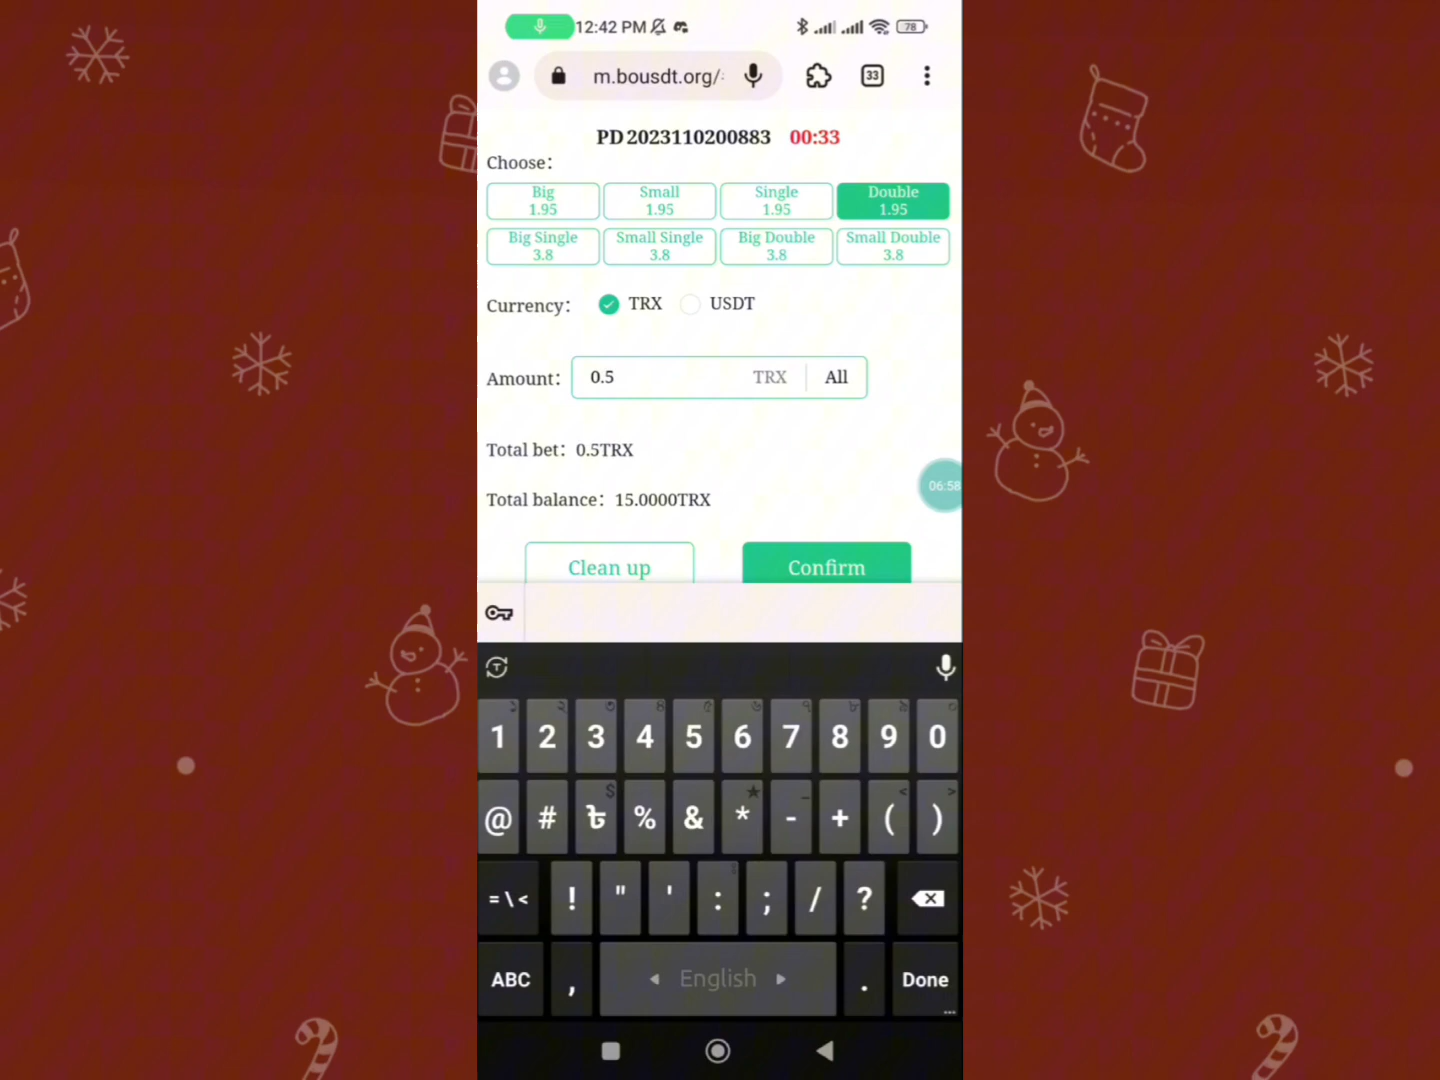 12:42 PM 78
m.bousdt.org/ 33
PD2023110200883 00:33
Choose:
Big Small Single Double
1.95 1.95 1.95 1.95
Big Single Small Single Big Double Small Double
3.8 3.8 3.8 3.8
Currency: TRX USDT
Amount: 0.5 TRX All
Total bet: 0.5TRX
06:58
Total balance: 15.0000TRX
Clean up Confirm
1 2 3 4 5 6 7 8 9 0
$ ★ _ < >
@ # ৳ % & * - + ( )
= \ < ! " ' : ; / ?
ABC , English . Done